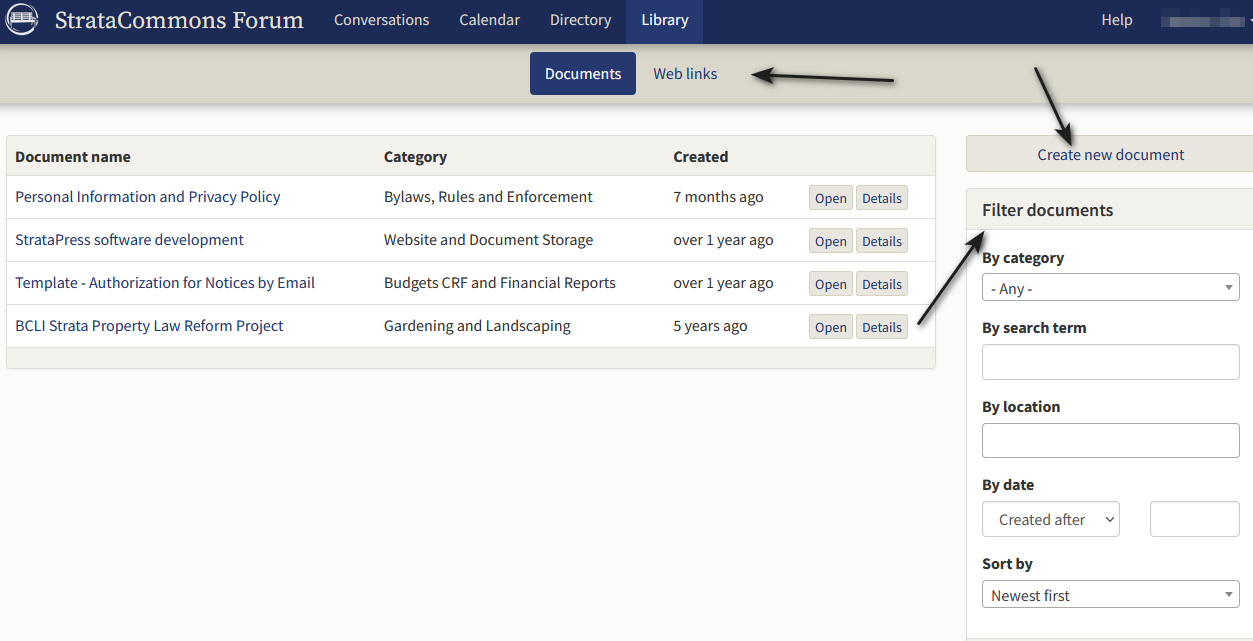 StrataCommons Forum Conversations Calendar Directory Library Help
Documents Web links
Create new document
Document name Category Created
Personal Information and Privacy Policy Bylaws, Rules and Enforcement 7 months ago Open Details
StrataPress software development Website and Document Storage over 1 year ago Open Details
Template - Authorization for Notices by Email Budgets CRF and Financial Reports over 1 year ago Open Details
BCLI Strata Property Law Reform Project Gardening and Landscaping 5 years ago Open Details
Filter documents
By category
- Any -
By search term
By location
By date
Created after
Sort by
Newest first